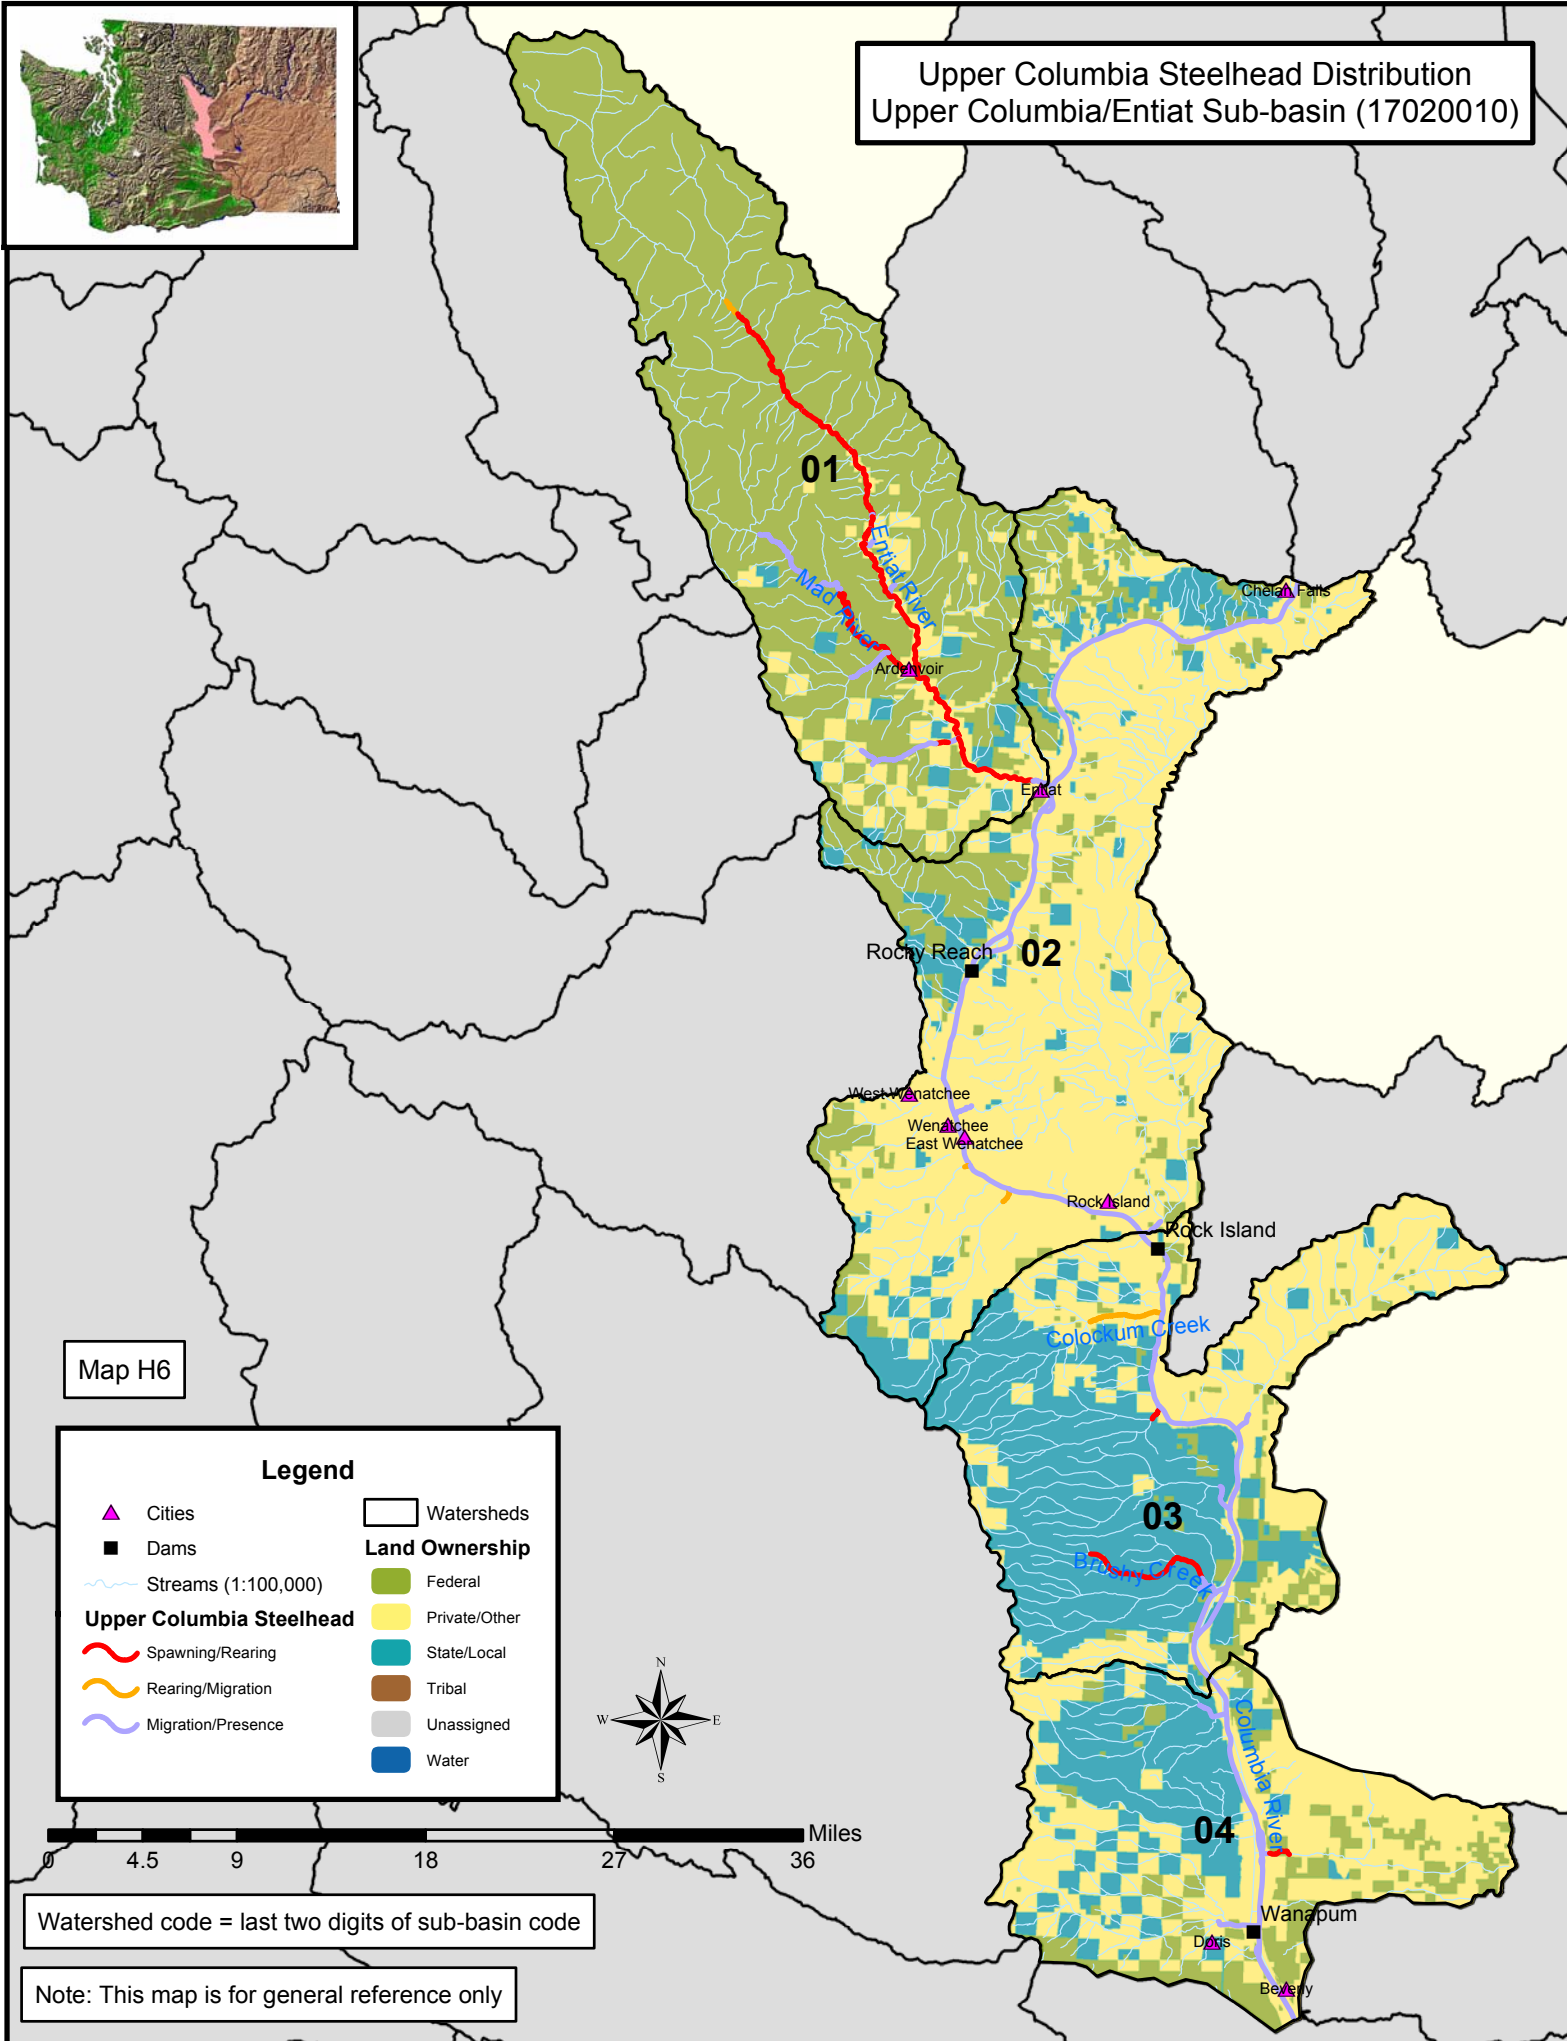 Upper Columbia Steelhead Distribution
Upper Columbia/Entiat Sub-basin (17020010)
01
Entiat River
Mad River
Chelan Falls
Ardenvoir
Entiat
Rocky Reach
02
West Wenatchee
Wenatchee
East Wenatchee
Rock Island
Rock Island
Colockum Creek
Map H6
Legend
Cities
Dams
Streams (1:100,000)
Upper Columbia Steelhead
Spawning/Rearing
Rearing/Migration
Migration/Presence
Watersheds
Land Ownership
Federal
Private/Other
State/Local
Tribal
Unassigned
Water
03
Brushy Creek
N
W
E
S
Columbia River
04
Miles
0
4.5
9
18
27
36
Watershed code = last two digits of sub-basin code
Wanapum
Doris
Beverly
Note: This map is for general reference only